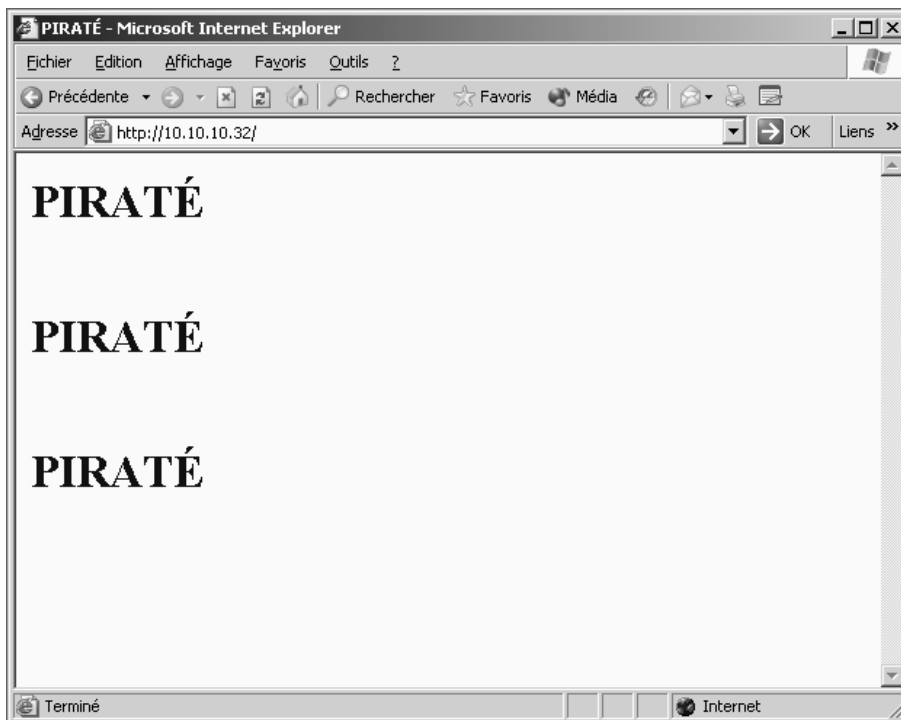 PIRATÉ - Microsoft Internet Explorer
Fichier Edition Affichage Favoris Outils ?
Précédente Rechercher Favoris Média
Adresse http://10.10.10.32/ OK Liens »
PIRATÉ
PIRATÉ
PIRATÉ
Terminé Internet